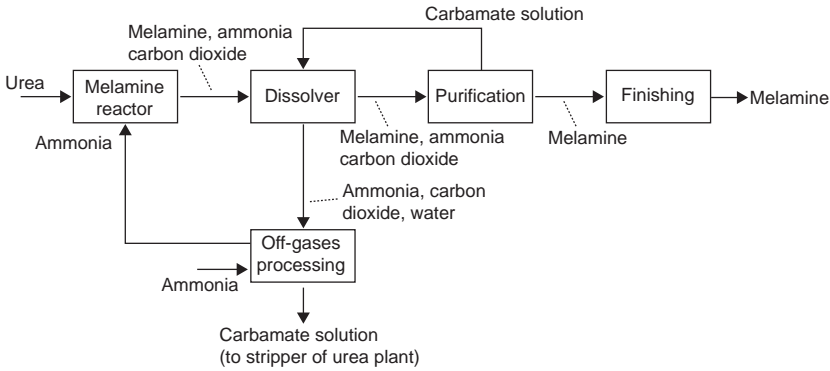 Carbamate solution
Melamine, ammonia
carbon dioxide
Urea
Melamine
reactor
Dissolver
Purification
Finishing
Melamine
Ammonia
Melamine, ammonia
carbon dioxide
Melamine
Ammonia, carbon
dioxide, water
Off-gases
processing
Ammonia
Carbamate solution
(to stripper of urea plant)